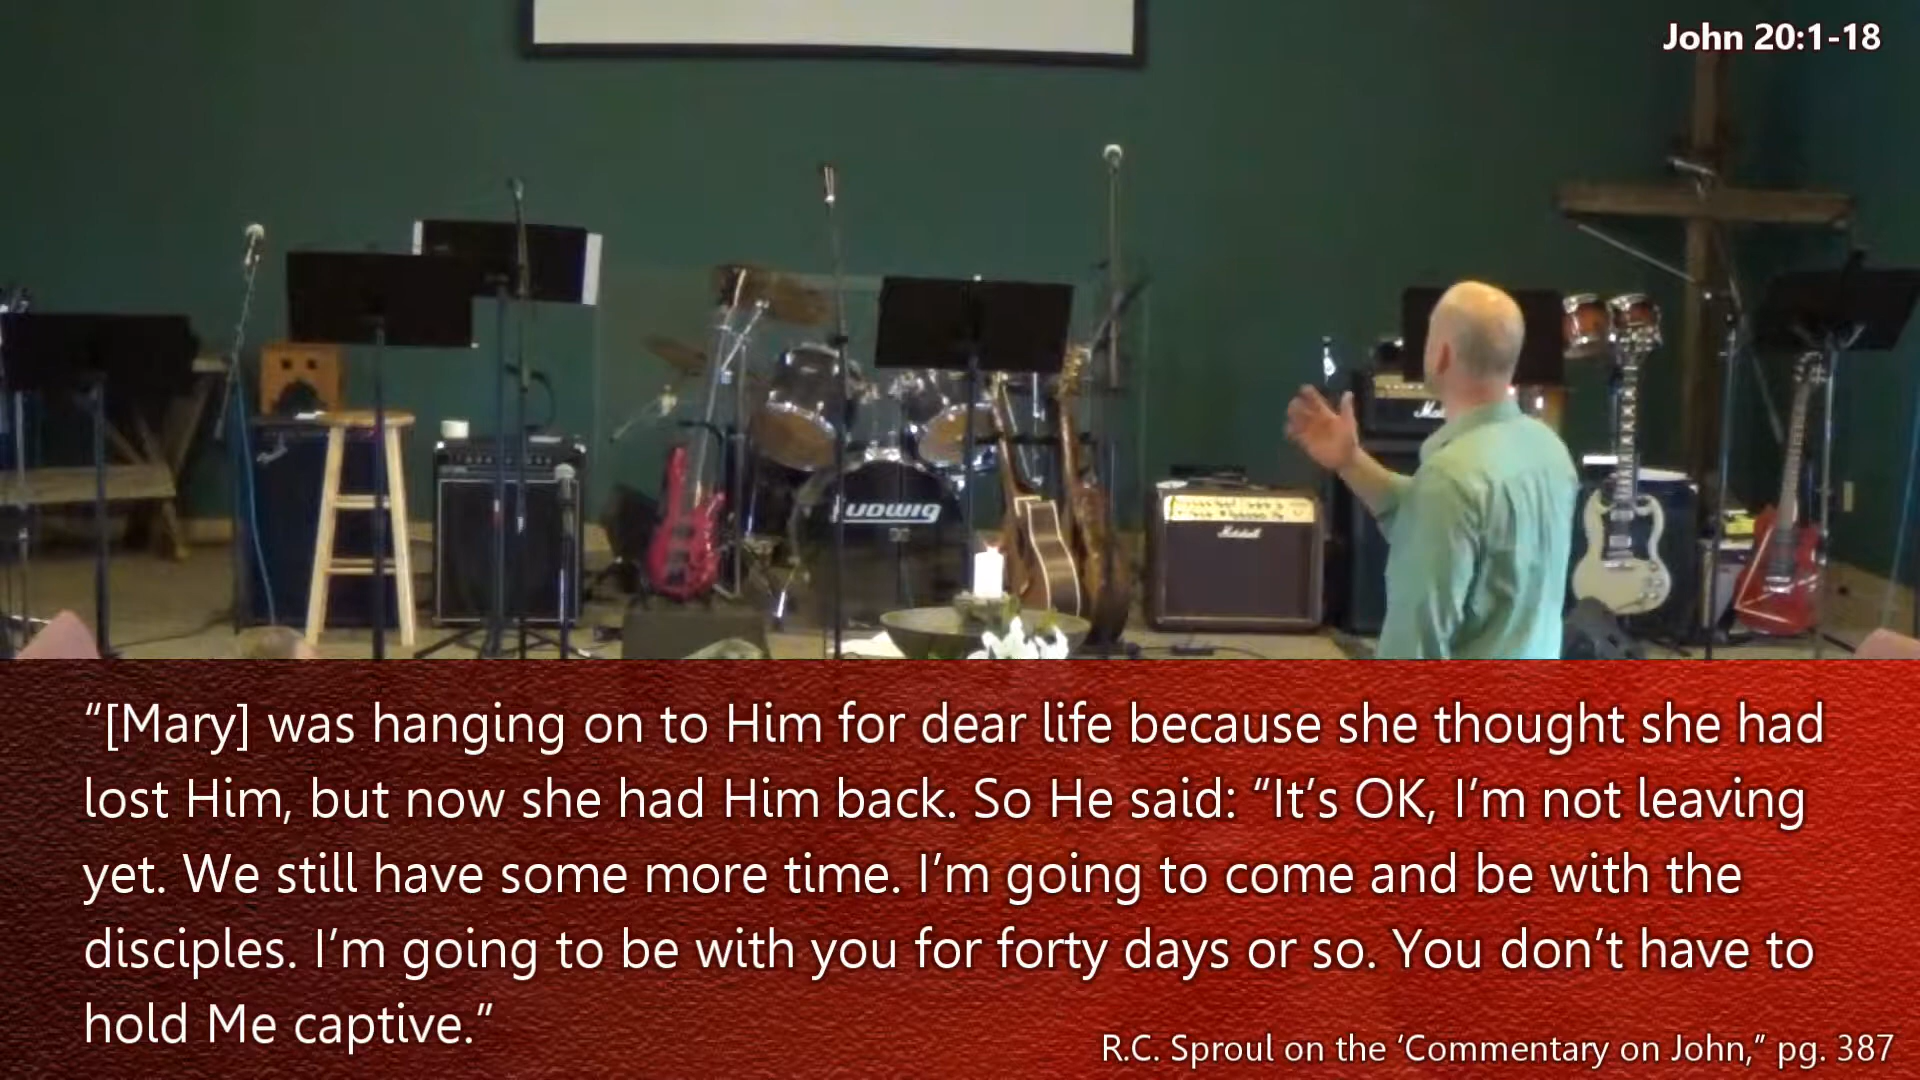 John 20:1-18
Ludwig
Marshall
“[Mary] was hanging on to Him for dear life because she thought she had
lost Him, but now she had Him back. So He said: “It’s OK, I’m not leaving
yet. We still have some more time. I’m going to come and be with the
disciples. I’m going to be with you for forty days or so. You don’t have to
hold Me captive.”
R.C. Sproul on the ‘Commentary on John,” pg. 387